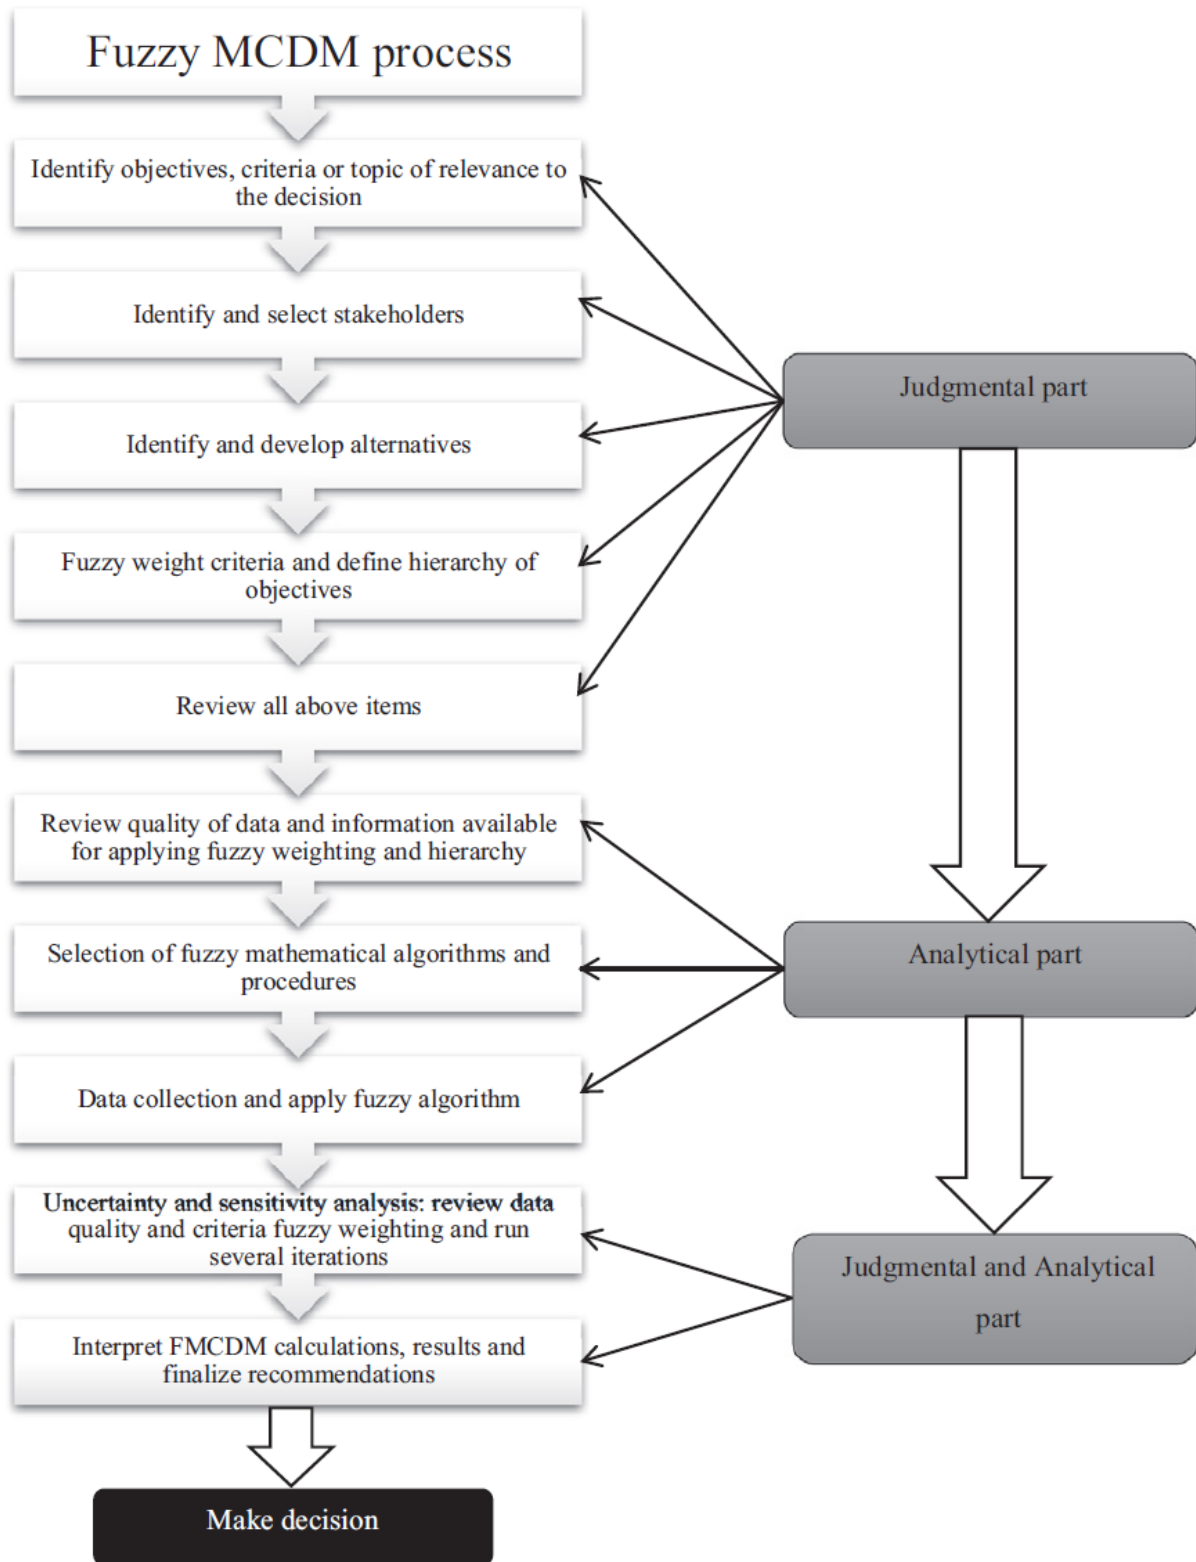 Fuzzy MCDM process
Identify objectives, criteria or topic of relevance to
the decision
Identify and select stakeholders
Identify and develop alternatives
Fuzzy weight criteria and define hierarchy of
objectives
Review all above items
Review quality of data and information available
for applying fuzzy weighting and hierarchy
Selection of fuzzy mathematical algorithms and
procedures
Data collection and apply fuzzy algorithm
Uncertainty and sensitivity analysis: review data
quality and criteria fuzzy weighting and run
several iterations
Interpret FMCDM calculations, results and
finalize recommendations
Make decision
Judgmental part
Analytical part
Judgmental and Analytical
part